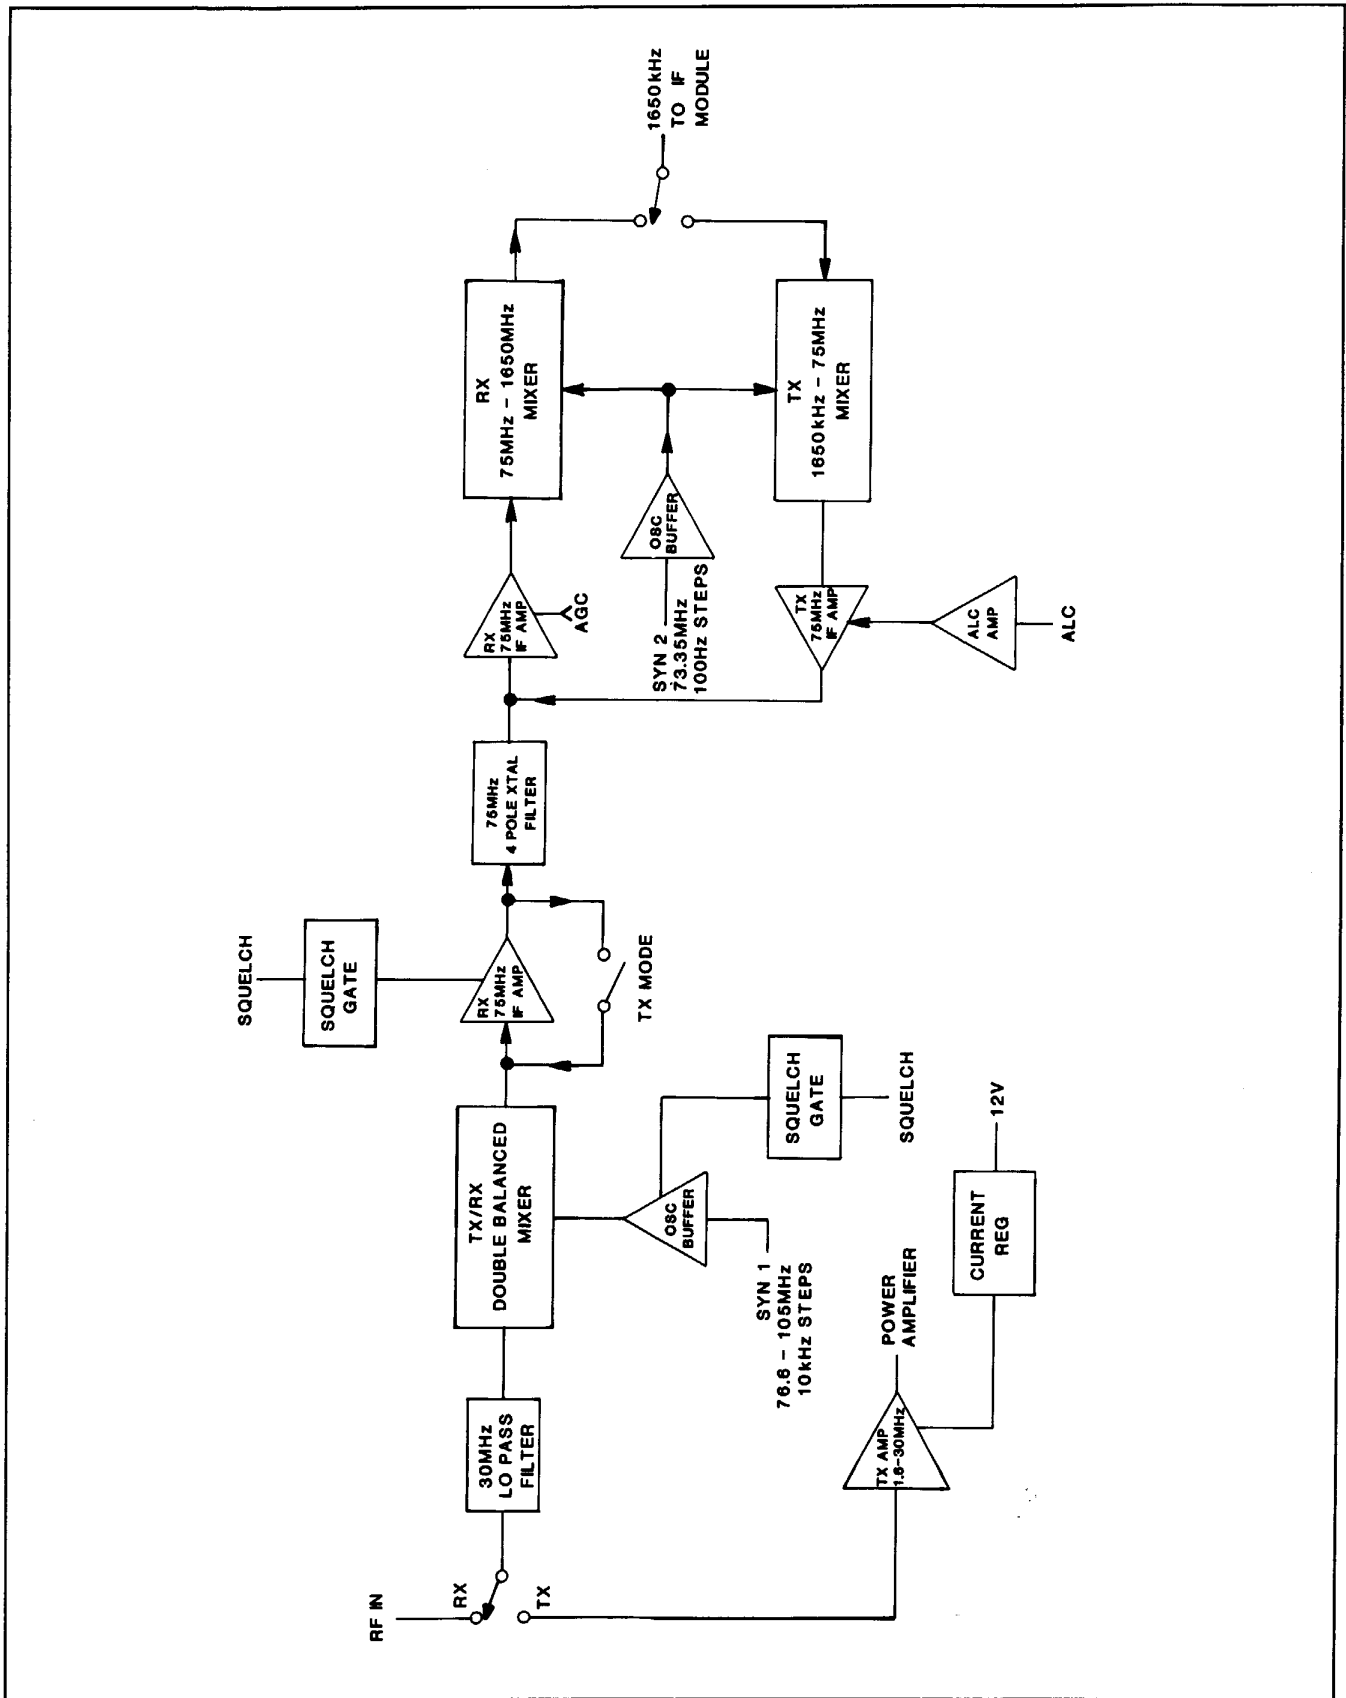 RF IN
RX
TX
30MHz
LO PASS
FILTER
TX/RX
DOUBLE BALANCED
MIXER
OSC
BUFFER
SYN 1
76.6 - 105MHz
10kHz STEPS
SQUELCH
GATE
SQUELCH
TX AMP
1.6-30MHz
POWER
AMPLIFIER
CURRENT
REG
12V
SQUELCH
SQUELCH
GATE
RX
75MHz
IF AMP
TX MODE
75MHz
4 POLE XTAL
FILTER
RX
75MHz
IF AMP
AGC
RX
75MHz - 1650MHz
MIXER
OSC
BUFFER
SYN 2
73.35MHz
100Hz STEPS
TX
1650kHz - 75MHz
MIXER
TX
75MHz
IF AMP
ALC
AMP
ALC
1650kHz
TO IF
MODULE